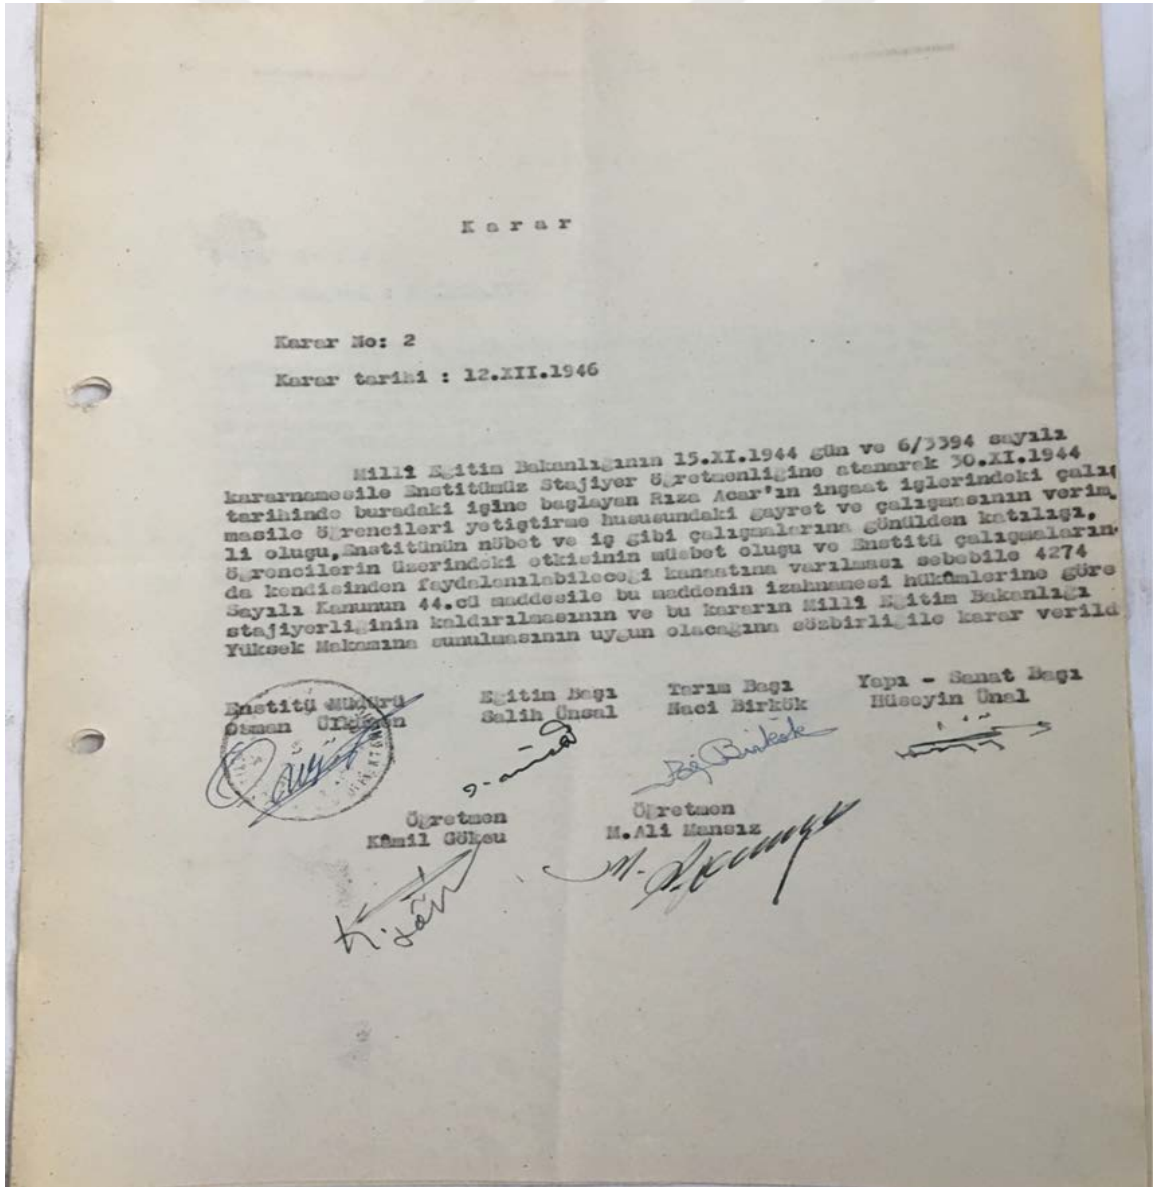 Karar
Karar No: 2
Karar tarihi : 12.XII.1946
Millî Eğitim Bakanlığının 15.XI.1944 gün ve 6/3394 sayılı
kararnamesile Enstitümüz Stajiyer öğretmenliğine atanarak 30.XI.1944
tarihinde buradaki işine başlayan Rıza Acar'ın inşaat işlerindeki çalış
masile öğrencileri yetiştirme hususundaki gayret ve çalışmasının verim
li oluşu, Enstitünün nöbet ve iş gibi çalışmalarına gönülden katılışı,
öğrencilerin üzerindeki etkisinin müsbet oluşu ve Enstitü çalışmaların
da kendisinden faydalanılabileceği kanaatına varılması sebebile 4274
Sayılı Kanunun 44.cü maddesile bu maddenin izahnamesi hükümlerine göre
stajiyerliğinin kaldırılmasının ve bu kararın Millî Eğitim Bakanlığı
Yüksek Makamına sunulmasının uygun olacağına sözbirliğile karar verild
Enstitü Müdürü Eğitim Başı Tarım Başı Yapı - Sanat Başı
Osman Salih Ünsal Naci Birkök Hüseyin Ünal
Birkök
Öğretmen Öğretmen
Kâmil Göksu M.Ali Mansız